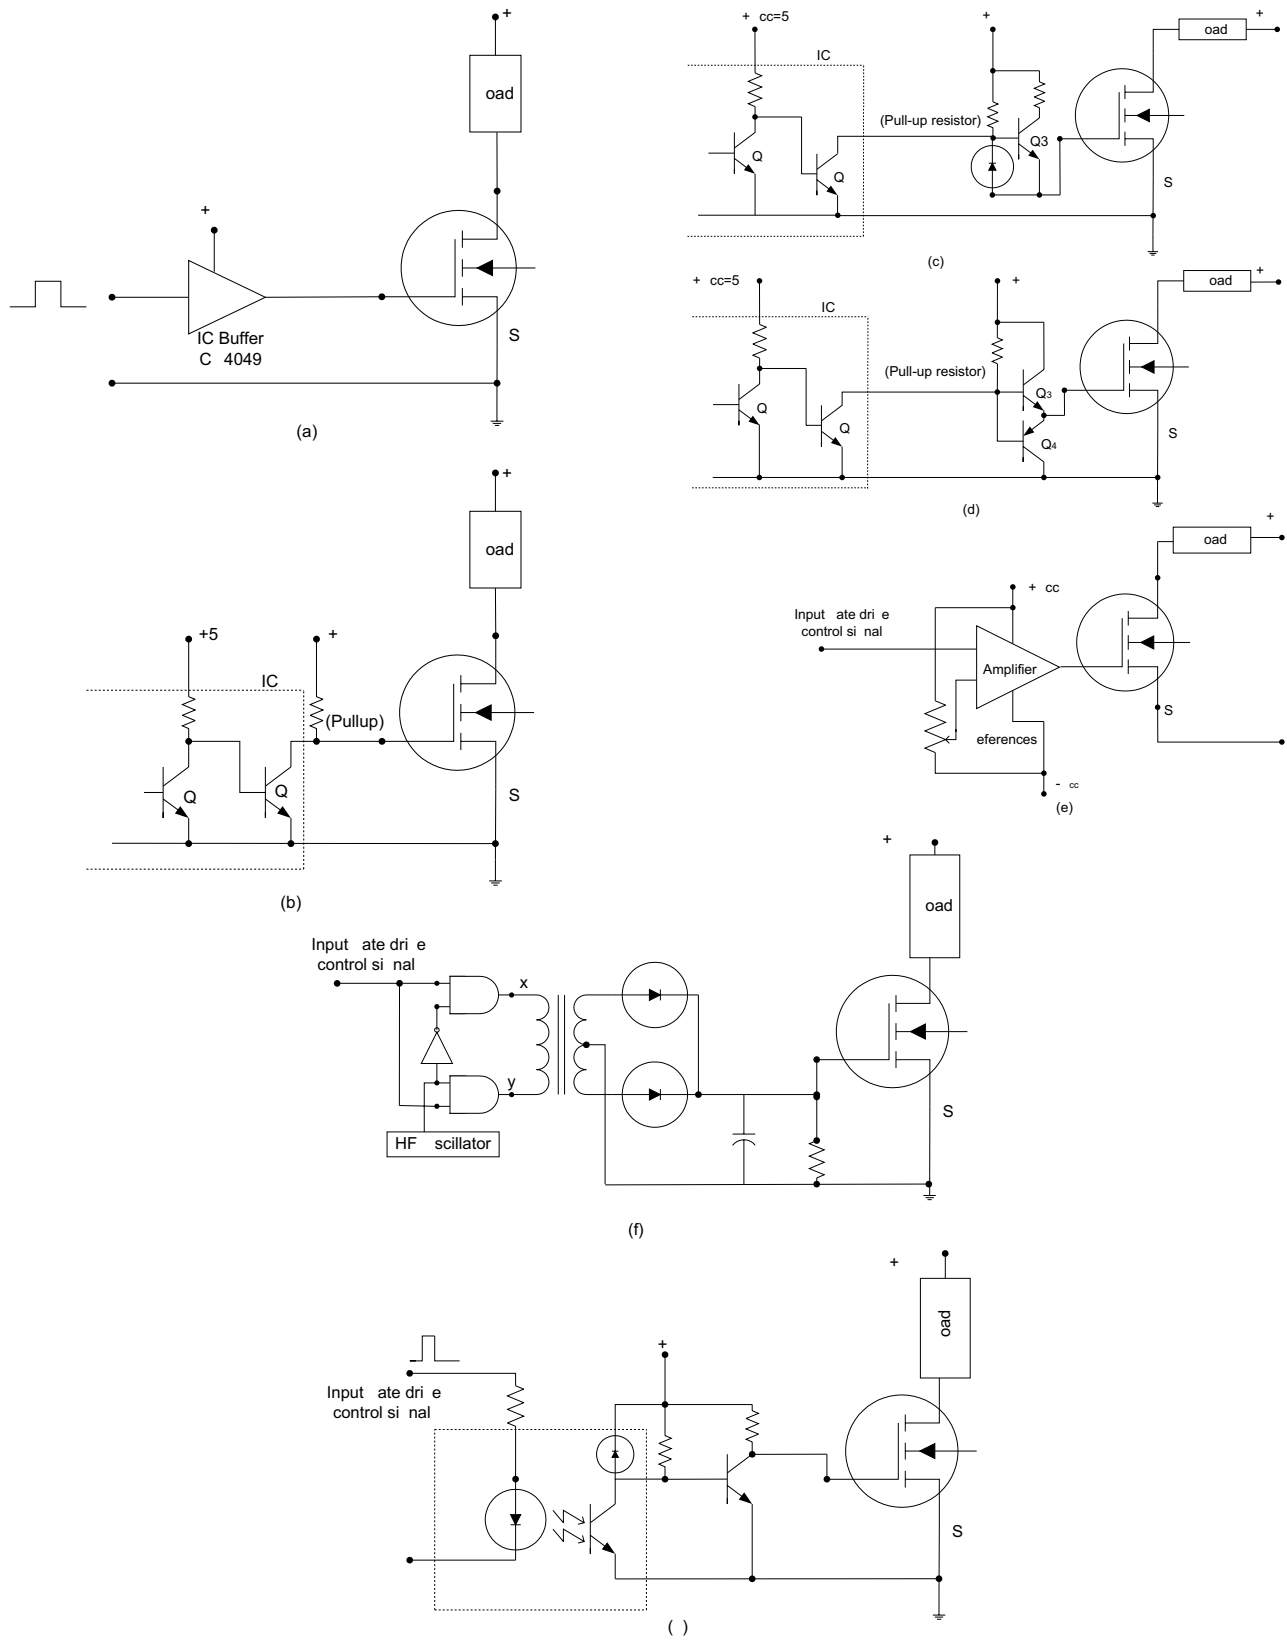 +
oad
+
IC Buffer
C 4049
S
(a)
+ cc=5
IC
(Pull-up resistor)
Q
Q
+
Q3
oad
+
S
(c)
+ cc=5
IC
(Pull-up resistor)
Q
Q
+
Q3
Q4
oad
+
S
(d)
+
oad
+5
+
IC
(Pullup)
Q
Q
S
(b)
Input ate dri e
control si nal
+ cc
Amplifier
eferences
- cc
oad
+
S
(e)
Input ate dri e
control si nal
x
y
HF scillator
+
oad
S
(f)
Input ate dri e
control si nal
+
+
oad
S
( )